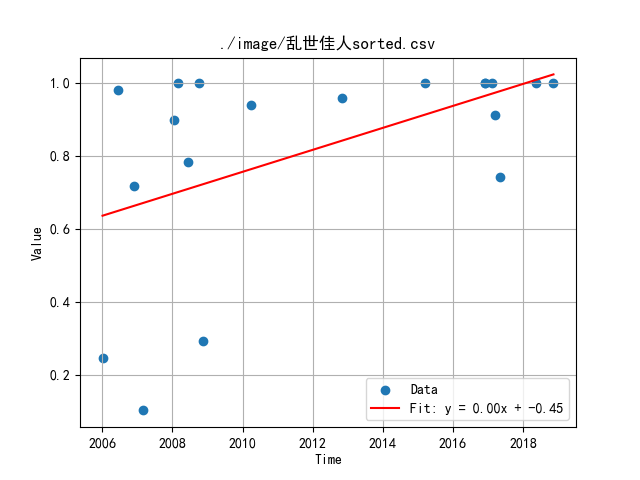 ./image/乱世佳人sorted.csv
Value
1.0
0.8
0.6
0.4
0.2
Data
Fit: y = 0.00x + -0.45
2006 2008 2010 2012 2014 2016 2018
Time